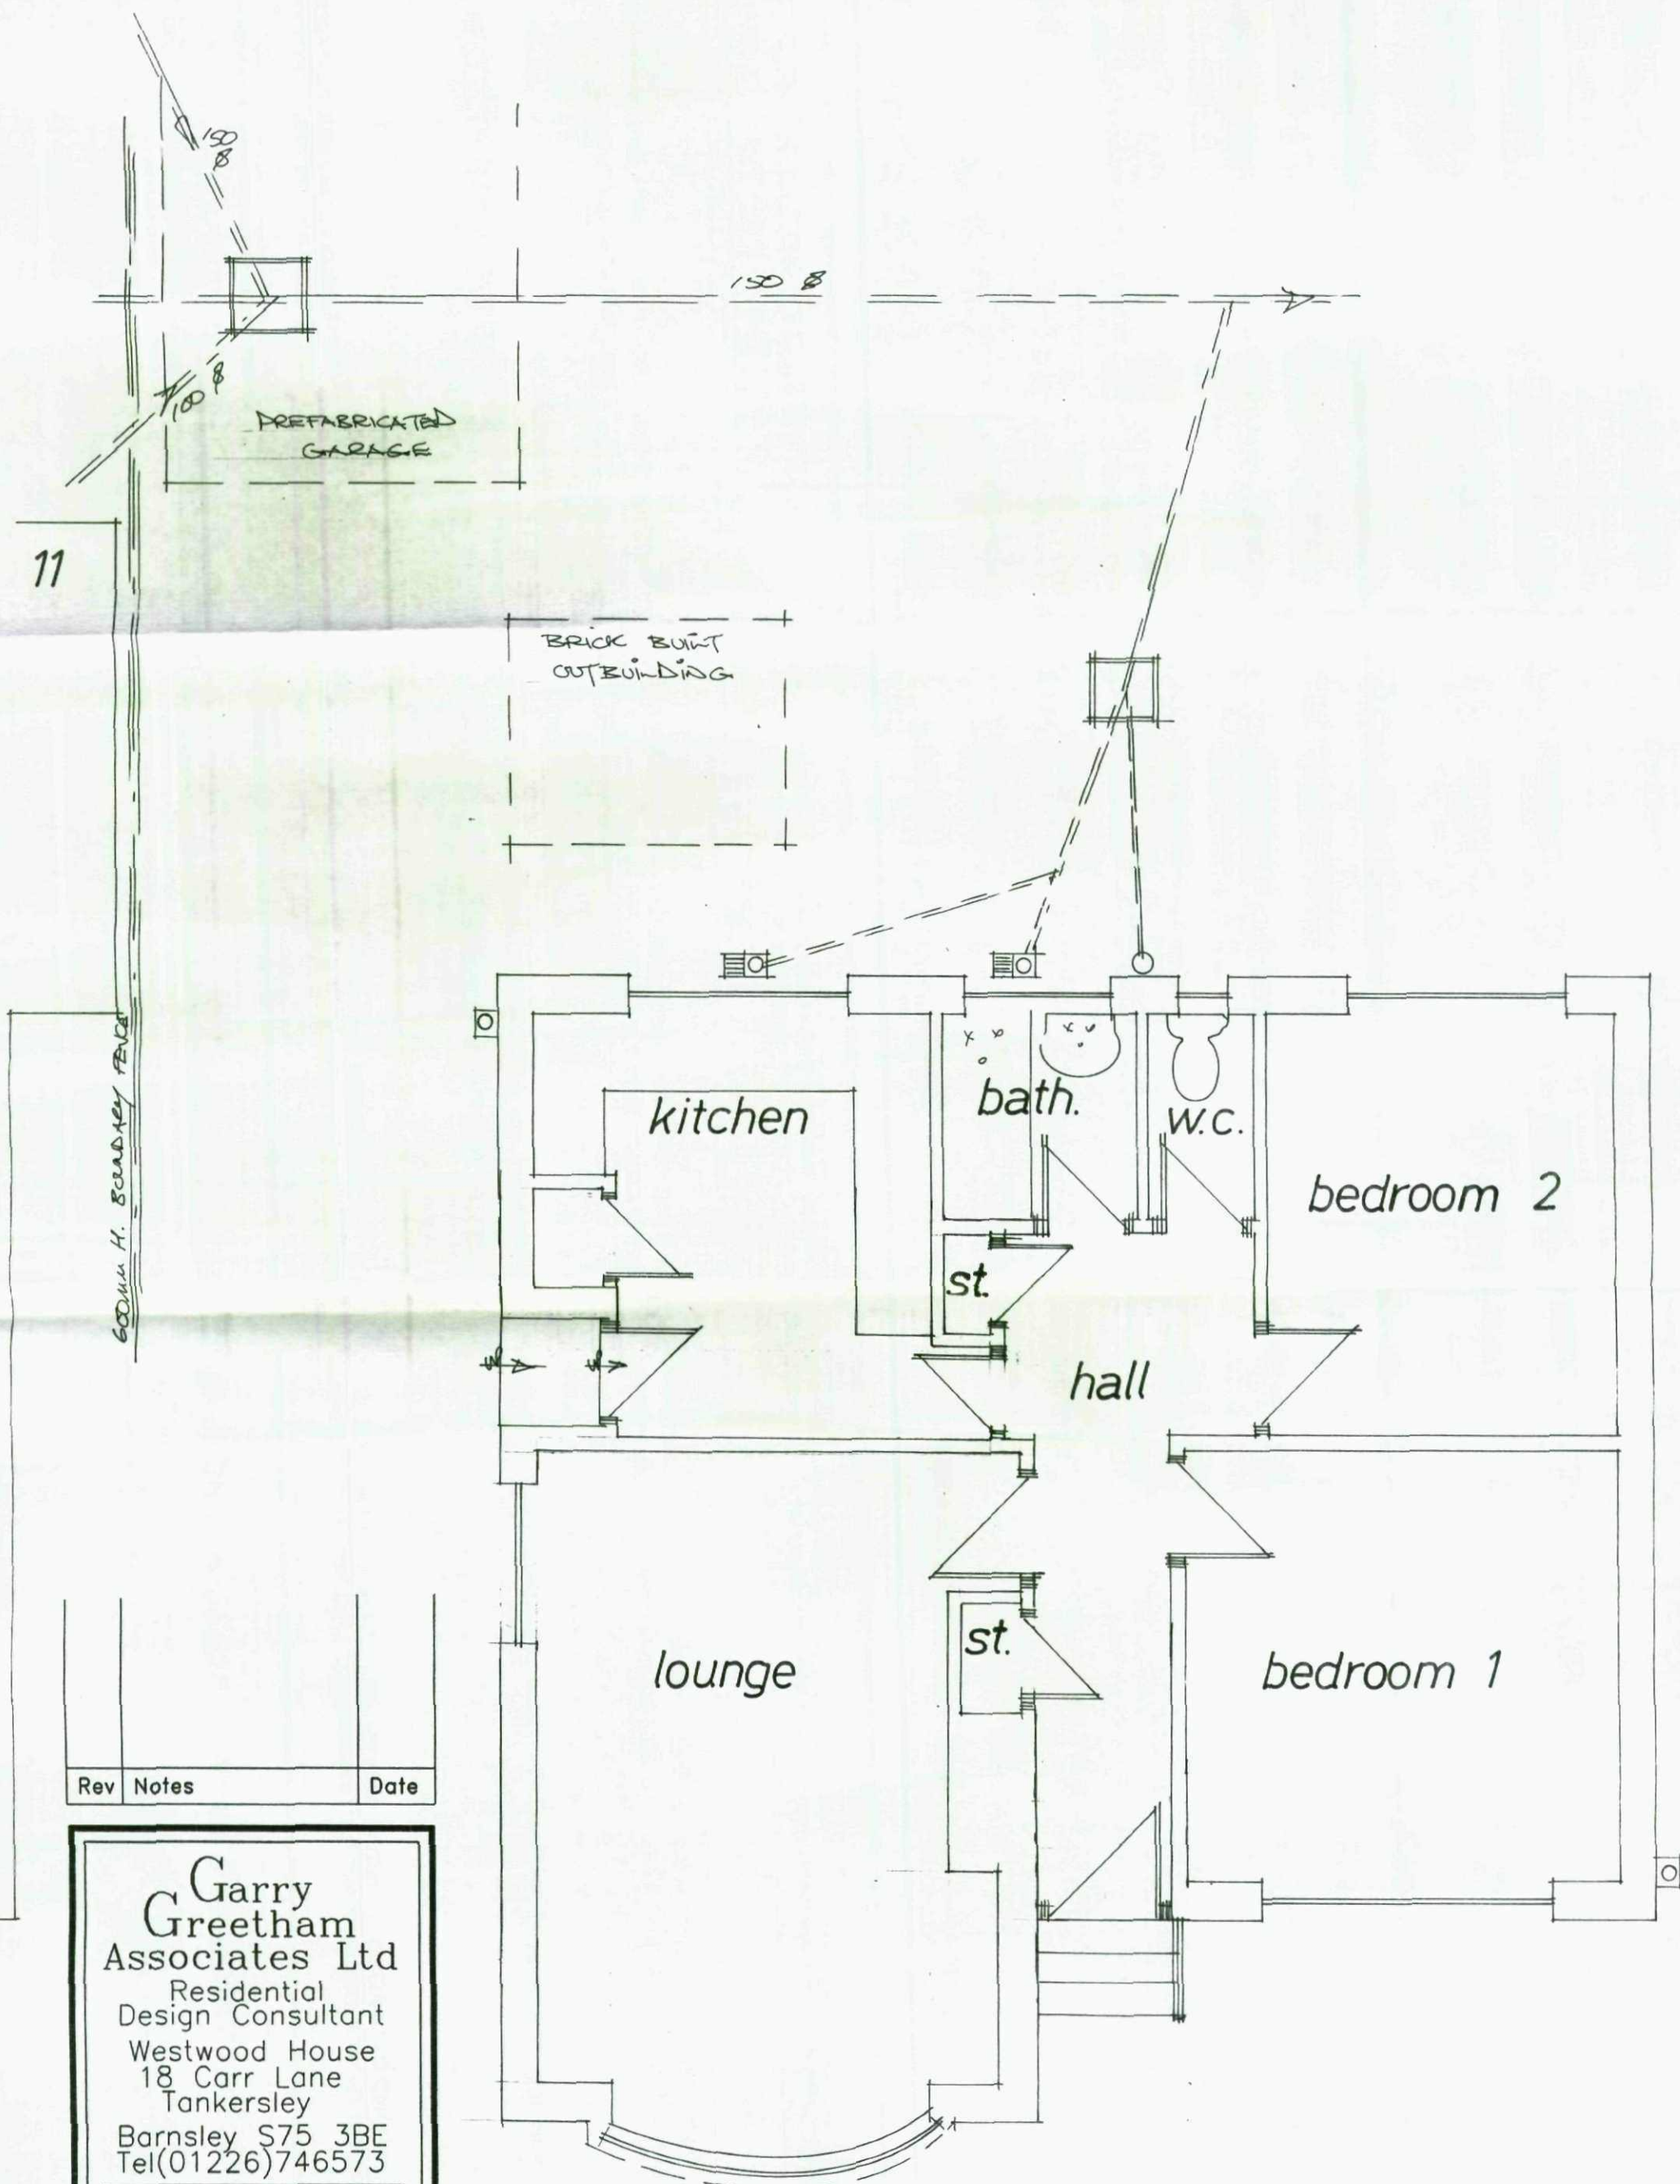 150 ø
150 ø
100 ø
PREFABRICATED
GARAGE
11
BRICK BUILT
OUTBUILDING
600mm H. BOUNDARY FENCE
kitchen
bath.
w.c.
bedroom 2
st.
hall
lounge
st.
bedroom 1
Rev Notes Date
Garry
Greetham
Associates Ltd
Residential
Design Consultant
Westwood House
18 Carr Lane
Tankersley
Barnsley S75 3BE
Tel(01226)746573